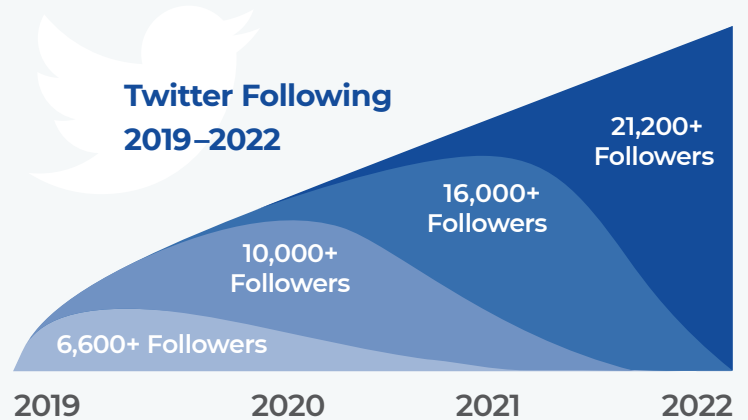 Twitter Following
2019–2022
21,200+
Followers
16,000+
Followers
10,000+
Followers
6,600+ Followers
2019
2020
2021
2022